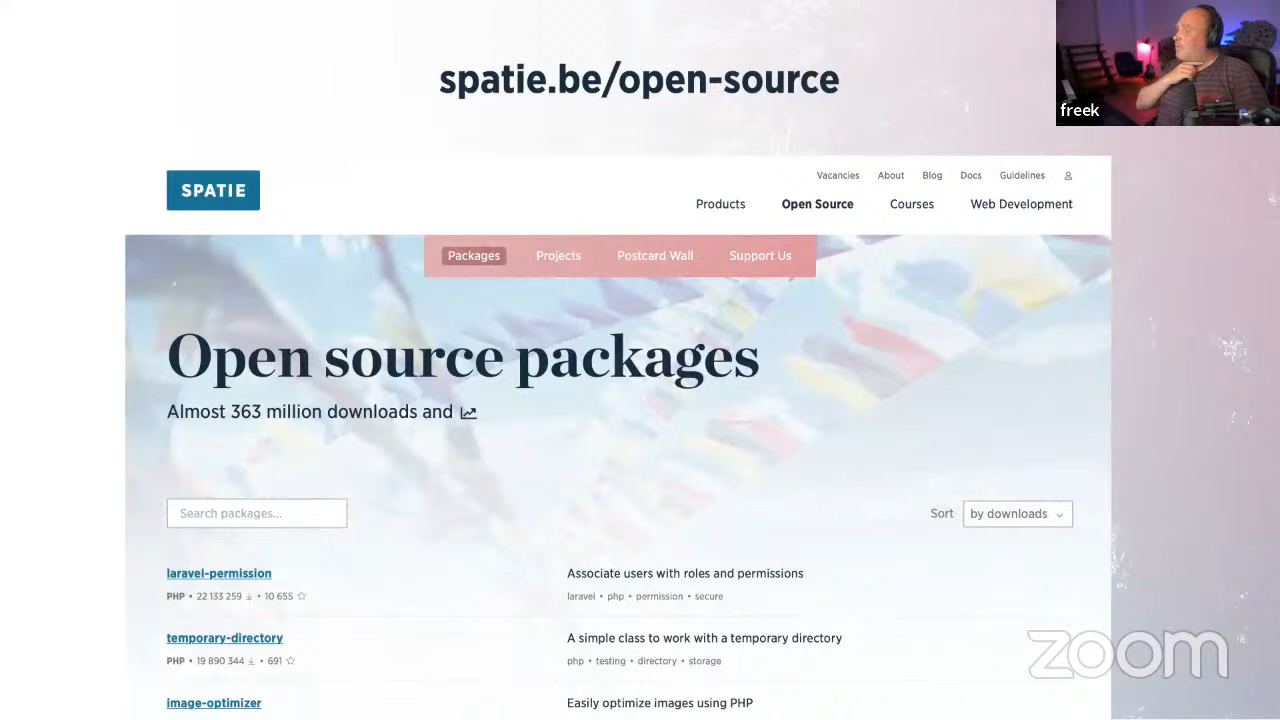 spatie.be/open-source
freek
SPATIE
Vacancies About Blog Docs Guidelines
Products Open Source Courses Web Development
Packages Projects Postcard Wall Support Us
Open source packages
Almost 363 million downloads and
Search packages...
Sort by downloads
laravel-permission
Associate users with roles and permissions
PHP • 22 133 259 • 10 655
laravel • php • permission • secure
temporary-directory
A simple class to work with a temporary directory
PHP • 19 890 344 • 691
php • testing • directory • storage
image-optimizer
Easily optimize images using PHP
zoom